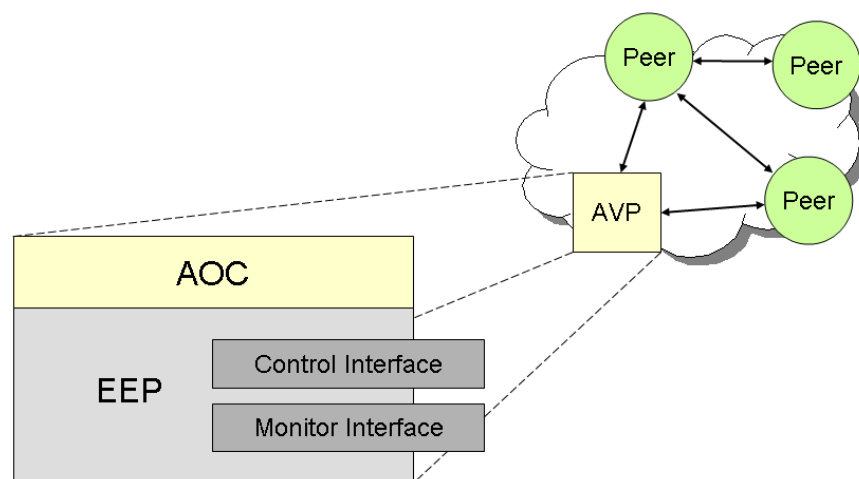 Peer
Peer
Peer
AVP
AOC
EEP
Control Interface
Monitor Interface